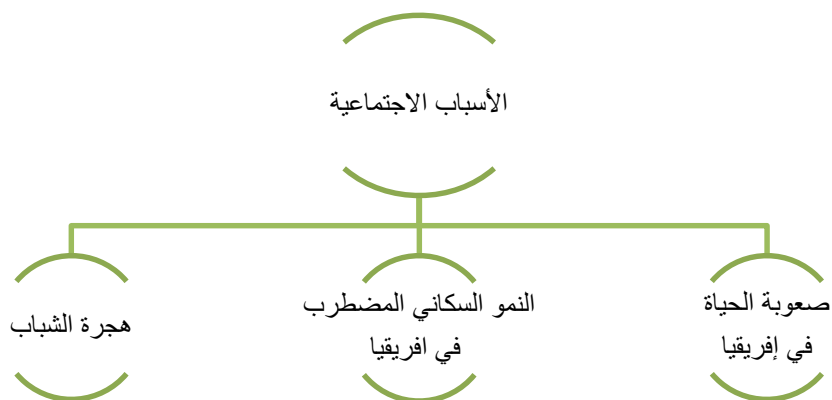 الأسباب الاجتماعية
صعوبة الحياة
في إفريقيا
النمو السكاني المضطرب
في افريقيا
هجرة الشباب